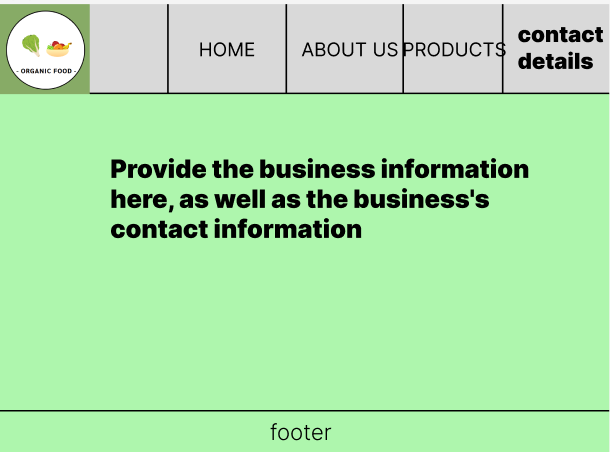 - ORGANIC FOOD -
HOME
ABOUT US
PRODUCTS
contact
details
Provide the business information
here, as well as the business's
contact information
footer